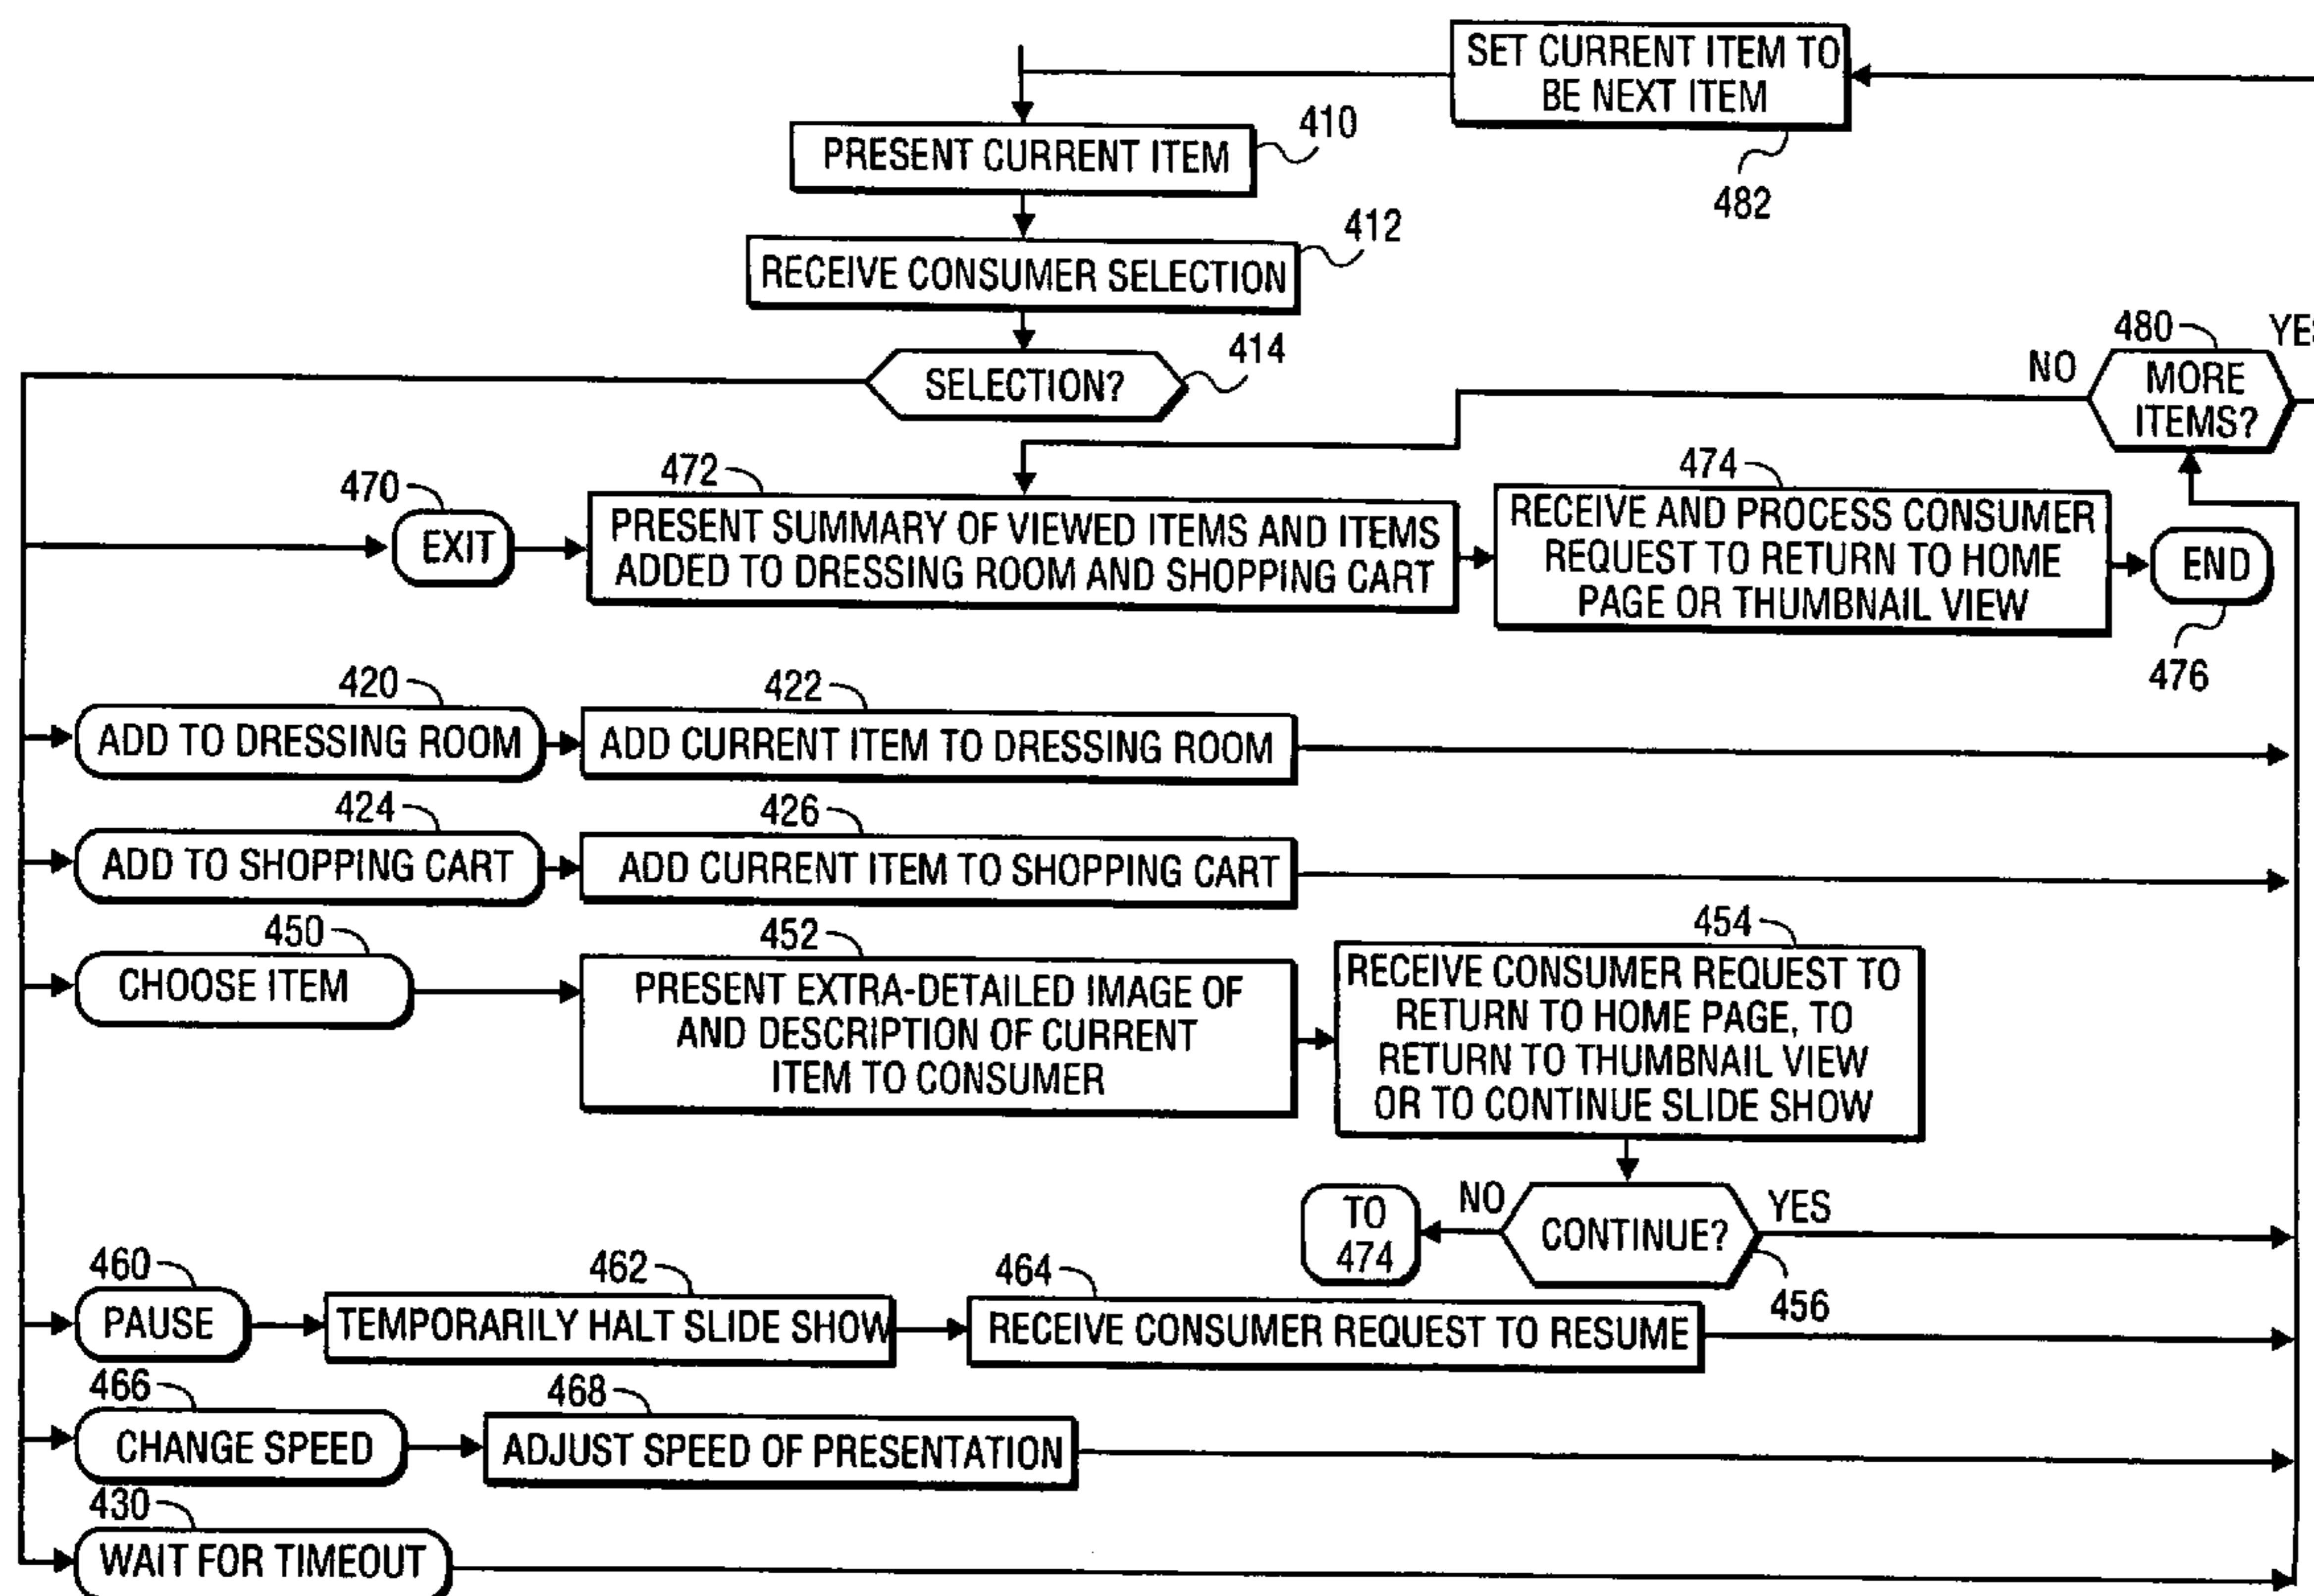 SET CURRENT ITEM TO
BE NEXT ITEM
482
PRESENT CURRENT ITEM
410
RECEIVE CONSUMER SELECTION
412
SELECTION?
414
480
NO
YES
MORE
ITEMS?
470
EXIT
472
PRESENT SUMMARY OF VIEWED ITEMS AND ITEMS
ADDED TO DRESSING ROOM AND SHOPPING CART
474
RECEIVE AND PROCESS CONSUMER
REQUEST TO RETURN TO HOME
PAGE OR THUMBNAIL VIEW
END
476
420
ADD TO DRESSING ROOM
422
ADD CURRENT ITEM TO DRESSING ROOM
424
ADD TO SHOPPING CART
426
ADD CURRENT ITEM TO SHOPPING CART
450
CHOOSE ITEM
452
PRESENT EXTRA-DETAILED IMAGE OF
AND DESCRIPTION OF CURRENT
ITEM TO CONSUMER
454
RECEIVE CONSUMER REQUEST TO
RETURN TO HOME PAGE, TO
RETURN TO THUMBNAIL VIEW
OR TO CONTINUE SLIDE SHOW
TO
474
NO
CONTINUE?
YES
456
460
PAUSE
462
TEMPORARILY HALT SLIDE SHOW
464
RECEIVE CONSUMER REQUEST TO RESUME
466
CHANGE SPEED
468
ADJUST SPEED OF PRESENTATION
430
WAIT FOR TIMEOUT